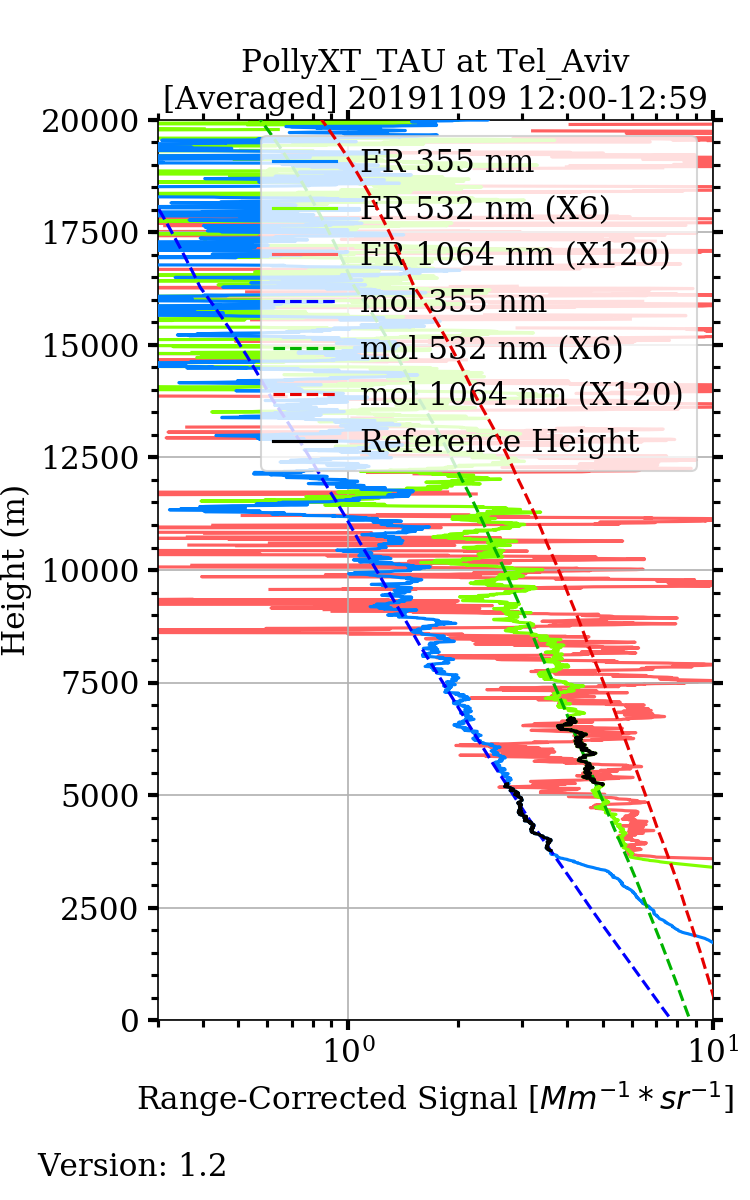 PollyXT_TAU at Tel_Aviv
[Averaged] 20191109 12:00-12:59
20000
17500
15000
12500
10000
7500
5000
2500
0
Height (m)
FR 355 nm
FR 532 nm (X6)
FR 1064 nm (X120)
mol 355 nm
mol 532 nm (X6)
mol 1064 nm (X120)
Reference Height
10⁰ 10¹
Range-Corrected Signal [Mm⁻¹ * sr⁻¹]
Version: 1.2